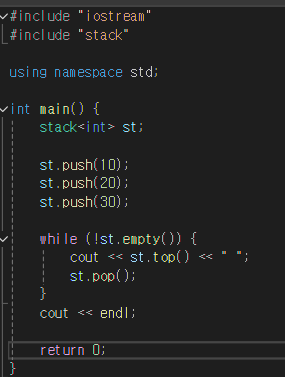 #include "iostream"
#include "stack"
using namespace std;
int main() {
stack<int> st;
st.push(10);
st.push(20);
st.push(30);
while (!st.empty()) {
cout << st.top() << " ";
st.pop();
}
cout << endl;
return 0;
}